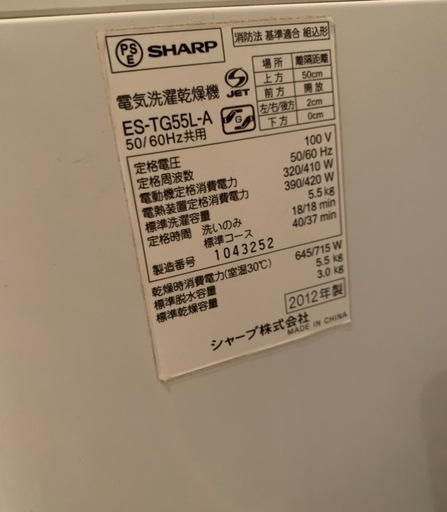 PS
E
SHARP
電気洗濯乾燥機
JET
ES-TG55L-A
50/60Hz共用
消防法 基準適合 組込形
場所 離隔距離
上方 50cm
前方 開放
左/右/後方 2cm
下方 0cm
定格電圧 100 V
定格周波数 50/60 Hz
電動機定格消費電力 320/410 W
電熱装置定格消費電力 390/420 W
標準洗濯容量 5.5 kg
定格時間 洗いのみ 18/18 min
標準コース 40/37 min
製造番号 1043252
乾燥時消費電力(室温30℃) 645/715 W
標準脱水容量 5.5 kg
標準乾燥容量 3.0 kg
2012年製
シャープ株式会社
MADE IN CHINA